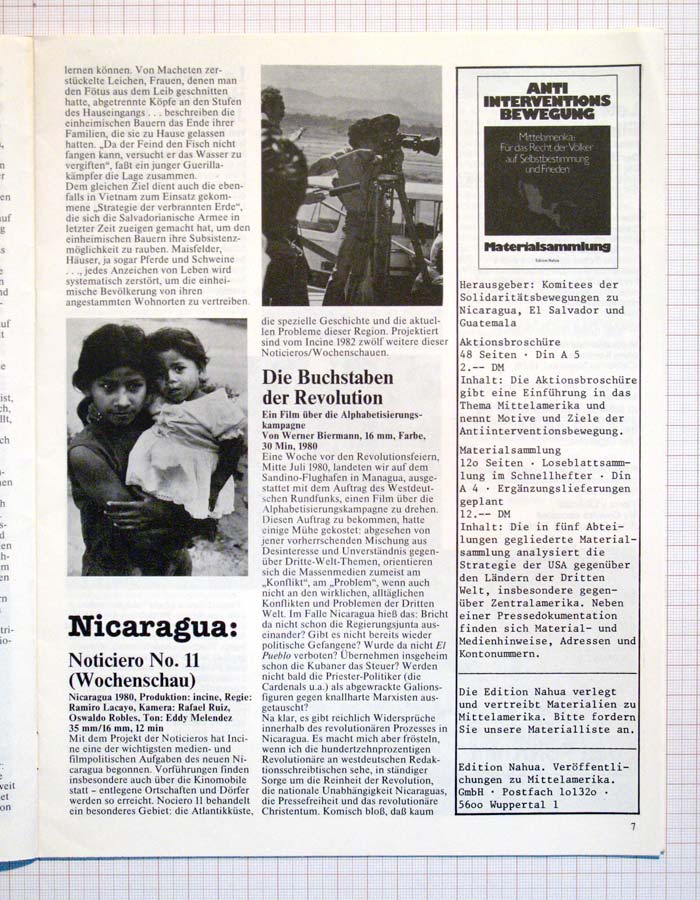 lernen können. Von Macheten zer-
stückelte Leichen, Frauen, denen man
den Fötus aus dem Leib geschnitten
hatte, abgetrennte Köpfe an den Stufen
des Hauseingangs . . . beschreiben die
einheimischen Bauern das Ende ihrer
Familien, die sie zu Hause gelassen
hatten. „Da der Feind den Fisch nicht
fangen kann, versucht er das Wasser zu
vergiften“, faßt ein junger Guerilla-
kämpfer die Lage zusammen.
Dem gleichen Ziel dient auch die eben-
falls in Vietnam zum Einsatz gekom-
mene „Strategie der verbrannten Erde“,
die sich die Salvadorianische Armee in
letzter Zeit zueigen gemacht hat, um den
einheimischen Bauern ihre Subsistenz-
möglichkeit zu rauben. Maisfelder,
Häuser, ja sogar Pferde und Schweine
. . ., jedes Anzeichen von Leben wird
systematisch zerstört, um die einhei-
mische Bevölkerung von ihren
angestammten Wohnorten zu vertreiben.
Nicaragua:
Noticiero No. 11
(Wochenschau)
Nicaragua 1980, Produktion: incine, Regie:
Ramiro Lacayo, Kamera: Rafael Ruiz,
Oswaldo Robles, Ton: Eddy Melendez
35 mm/16 mm, 12 min
Mit dem Projekt der Noticieros hat Inci-
ne eine der wichtigsten medien- und
filmpolitischen Aufgaben des neuen Ni-
caragua begonnen. Vorführungen finden
insbesondere auch über die Kinomobile
statt – entlegene Ortschaften und Dörfer
werden so erreicht. Nociero 11 behandelt
ein besonderes Gebiet: die Atlantikküste,
die spezielle Geschichte und die aktuel-
len Probleme dieser Region. Projektiert
sind vom Incine 1982 zwölf weitere dieser
Noticieros/Wochenschauen.
Die Buchstaben
der Revolution
Ein Film über die Alphabetisierungs-
kampagne
Von Werner Biermann, 16 mm, Farbe,
30 Min, 1980
Eine Woche vor den Revolutionsfeiern,
Mitte Juli 1980, landeten wir auf dem
Sandino-Flughafen in Managua, ausge-
stattet mit dem Auftrag des Westdeut-
schen Rundfunks, einen Film über die
Alphabetisierungskampagne zu drehen.
Diesen Auftrag zu bekommen, hatte
einige Mühe gekostet: abgesehen von
jener vorherrschenden Mischung aus
Desinteresse und Unverständnis gegen-
über Dritte-Welt-Themen, orientieren
sich die Massenmedien zumeist am
„Konflikt“, am „Problem“, wenn auch
nicht an den wirklichen, alltäglichen
Konflikten und Problemen der Dritten
Welt. Im Falle Nicaragua hieß das: Bricht
da nicht schon die Regierungsjunta aus-
einander? Gibt es nicht bereits wieder
politische Gefangene? Wurde da nicht El
Pueblo verboten? Übernehmen insgeheim
schon die Kubaner das Steuer? Werden
nicht bald die Priester-Politiker (die
Cardenals u.a.) als abgewrackte Galions-
figuren gegen knallharte Marxisten aus-
getauscht?
Na klar, es gibt reichlich Widersprüche
innerhalb des revolutionären Prozesses in
Nicaragua. Es macht mich aber frösteln,
wenn ich die hundertzehnprozentigen
Revolutionäre an westdeutschen Redak-
tionsschreibtischen sehe, in ständiger
Sorge um die Reinheit der Revolution,
die nationale Unabhängigkeit Nicaraguas,
die Pressefreiheit und das revolutionäre
Christentum. Komisch bloß, daß kaum
ANTI
INTERVENTIONS
BEWEGUNG
Mittelamerika:
Für das Recht der Völker
auf Selbstbestimmung
und Frieden
Materialsammlung
Edition Nahua
Herausgeber: Komitees der
Solidaritätsbewegungen zu
Nicaragua, El Salvador und
Guatemala
Aktionsbroschüre
48 Seiten · Din A 5
2.-- DM
Inhalt: Die Aktionsbroschüre
gibt eine Einführung in das
Thema Mittelamerika und
nennt Motive und Ziele der
Antiinterventionsbewegung.
Materialsammlung
12o Seiten · Loseblattsamm-
lung im Schnellhefter · Din
A 4 · Ergänzungslieferungen
geplant
12.-- DM
Inhalt: Die in fünf Abtei-
lungen gegliederte Material-
sammlung analysiert die
Strategie der USA gegenüber
den Ländern der Dritten
Welt, insbesondere gegen-
über Zentralamerika. Neben
einer Pressedokumentation
finden sich Material- und
Medienhinweise, Adressen und
Kontonummern.
Die Edition Nahua verlegt
und vertreibt Materialien zu
Mittelamerika. Bitte fordern
Sie unsere Materialliste an.
Edition Nahua. Veröffentli-
chungen zu Mittelamerika.
GmbH · Postfach 1o132o ·
56oo Wuppertal 1
7